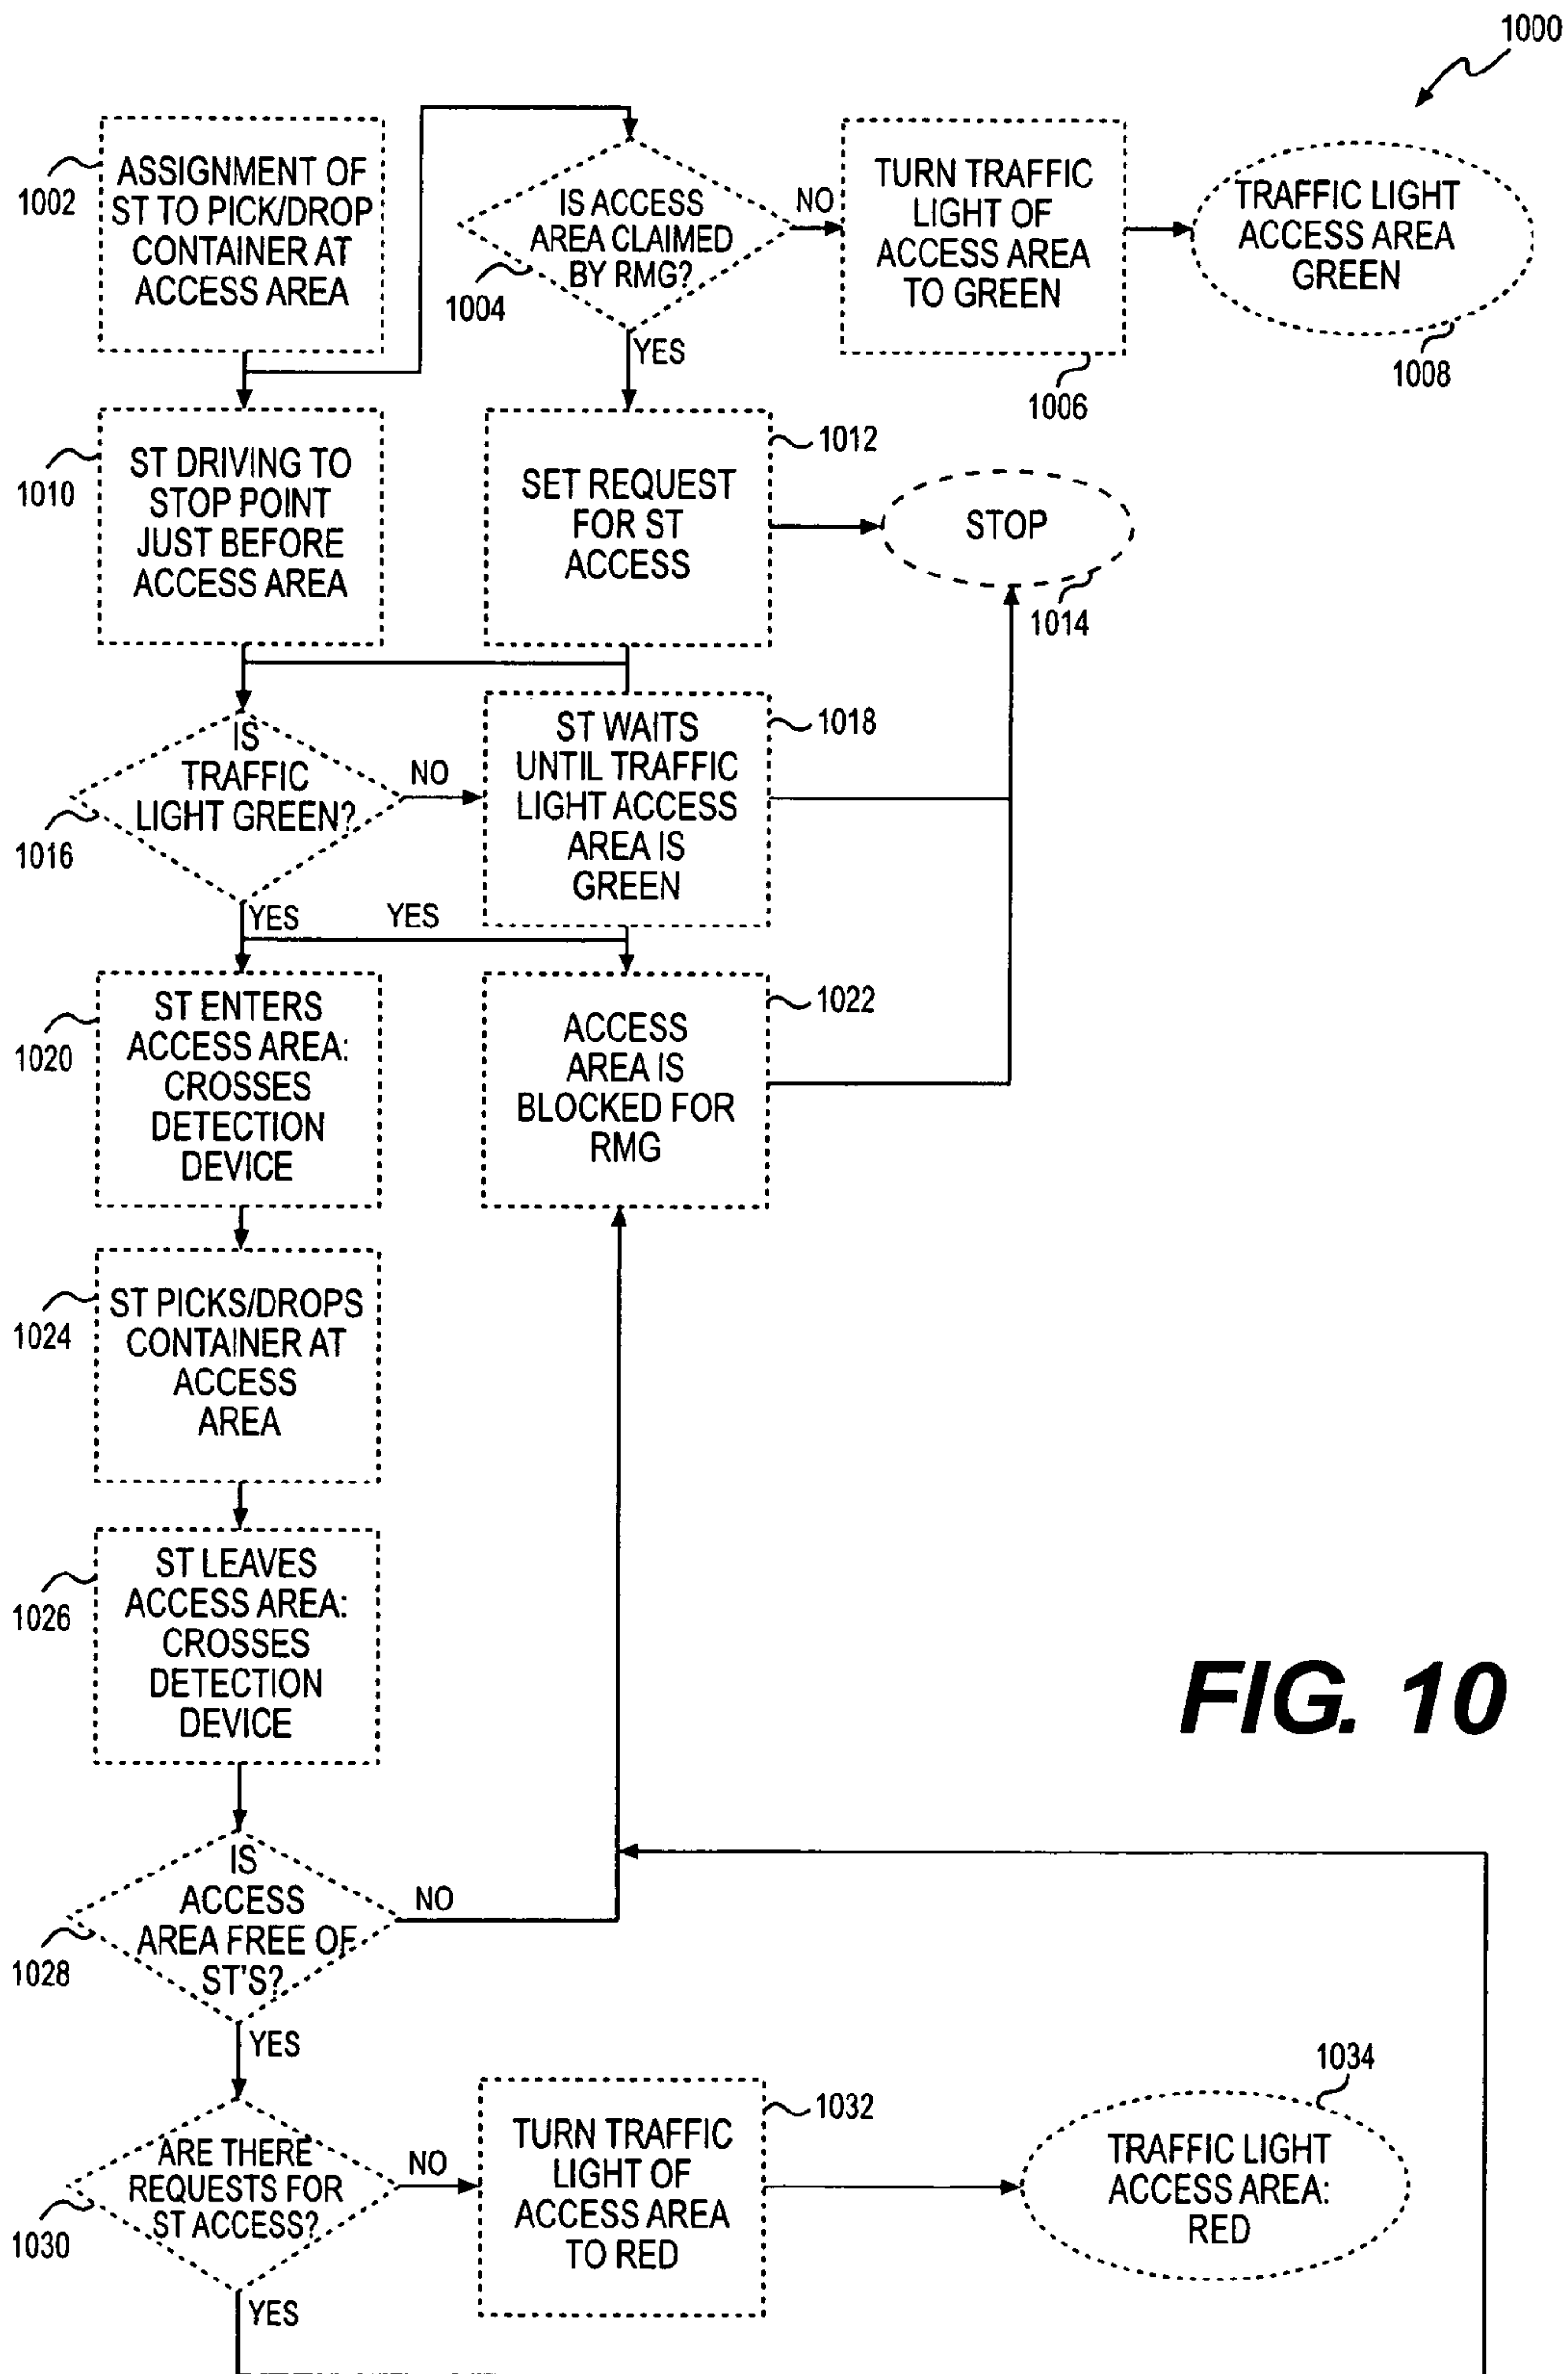 1000
ASSIGNMENT OF
ST TO PICK/DROP
CONTAINER AT
ACCESS AREA
1002
IS ACCESS
AREA CLAIMED
BY RMG?
1004
NO
YES
TURN TRAFFIC
LIGHT OF
ACCESS AREA
TO GREEN
1006
TRAFFIC LIGHT
ACCESS AREA
GREEN
1008
ST DRIVING TO
STOP POINT
JUST BEFORE
ACCESS AREA
1010
SET REQUEST
FOR ST
ACCESS
1012
STOP
1014
IS
TRAFFIC
LIGHT GREEN?
1016
NO
YES
YES
ST WAITS
UNTIL TRAFFIC
LIGHT ACCESS
AREA IS
GREEN
1018
ST ENTERS
ACCESS AREA:
CROSSES
DETECTION
DEVICE
1020
ACCESS
AREA IS
BLOCKED FOR
RMG
1022
ST PICKS/DROPS
CONTAINER AT
ACCESS
AREA
1024
ST LEAVES
ACCESS AREA:
CROSSES
DETECTION
DEVICE
1026
FIG. 10
IS
ACCESS
AREA FREE OF
ST'S?
1028
NO
YES
ARE THERE
REQUESTS FOR
ST ACCESS?
1030
NO
YES
TURN TRAFFIC
LIGHT OF
ACCESS AREA
TO RED
1032
TRAFFIC LIGHT
ACCESS AREA:
RED
1034